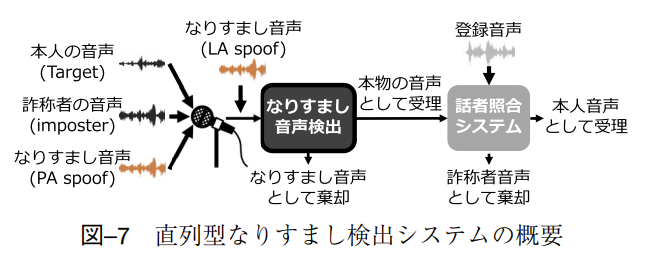 なりすまし音声
(LA spoof)
本人の音声
(Target)
詐称者の音声
(imposter)
なりすまし音声
(PA spoof)
なりすまし
音声検出
なりすまし音声
として棄却
本物の音声
として受理
登録音声
話者照合
システム
本人音声
として受理
詐称者音声
として棄却
図–7 直列型なりすまし検出システムの概要